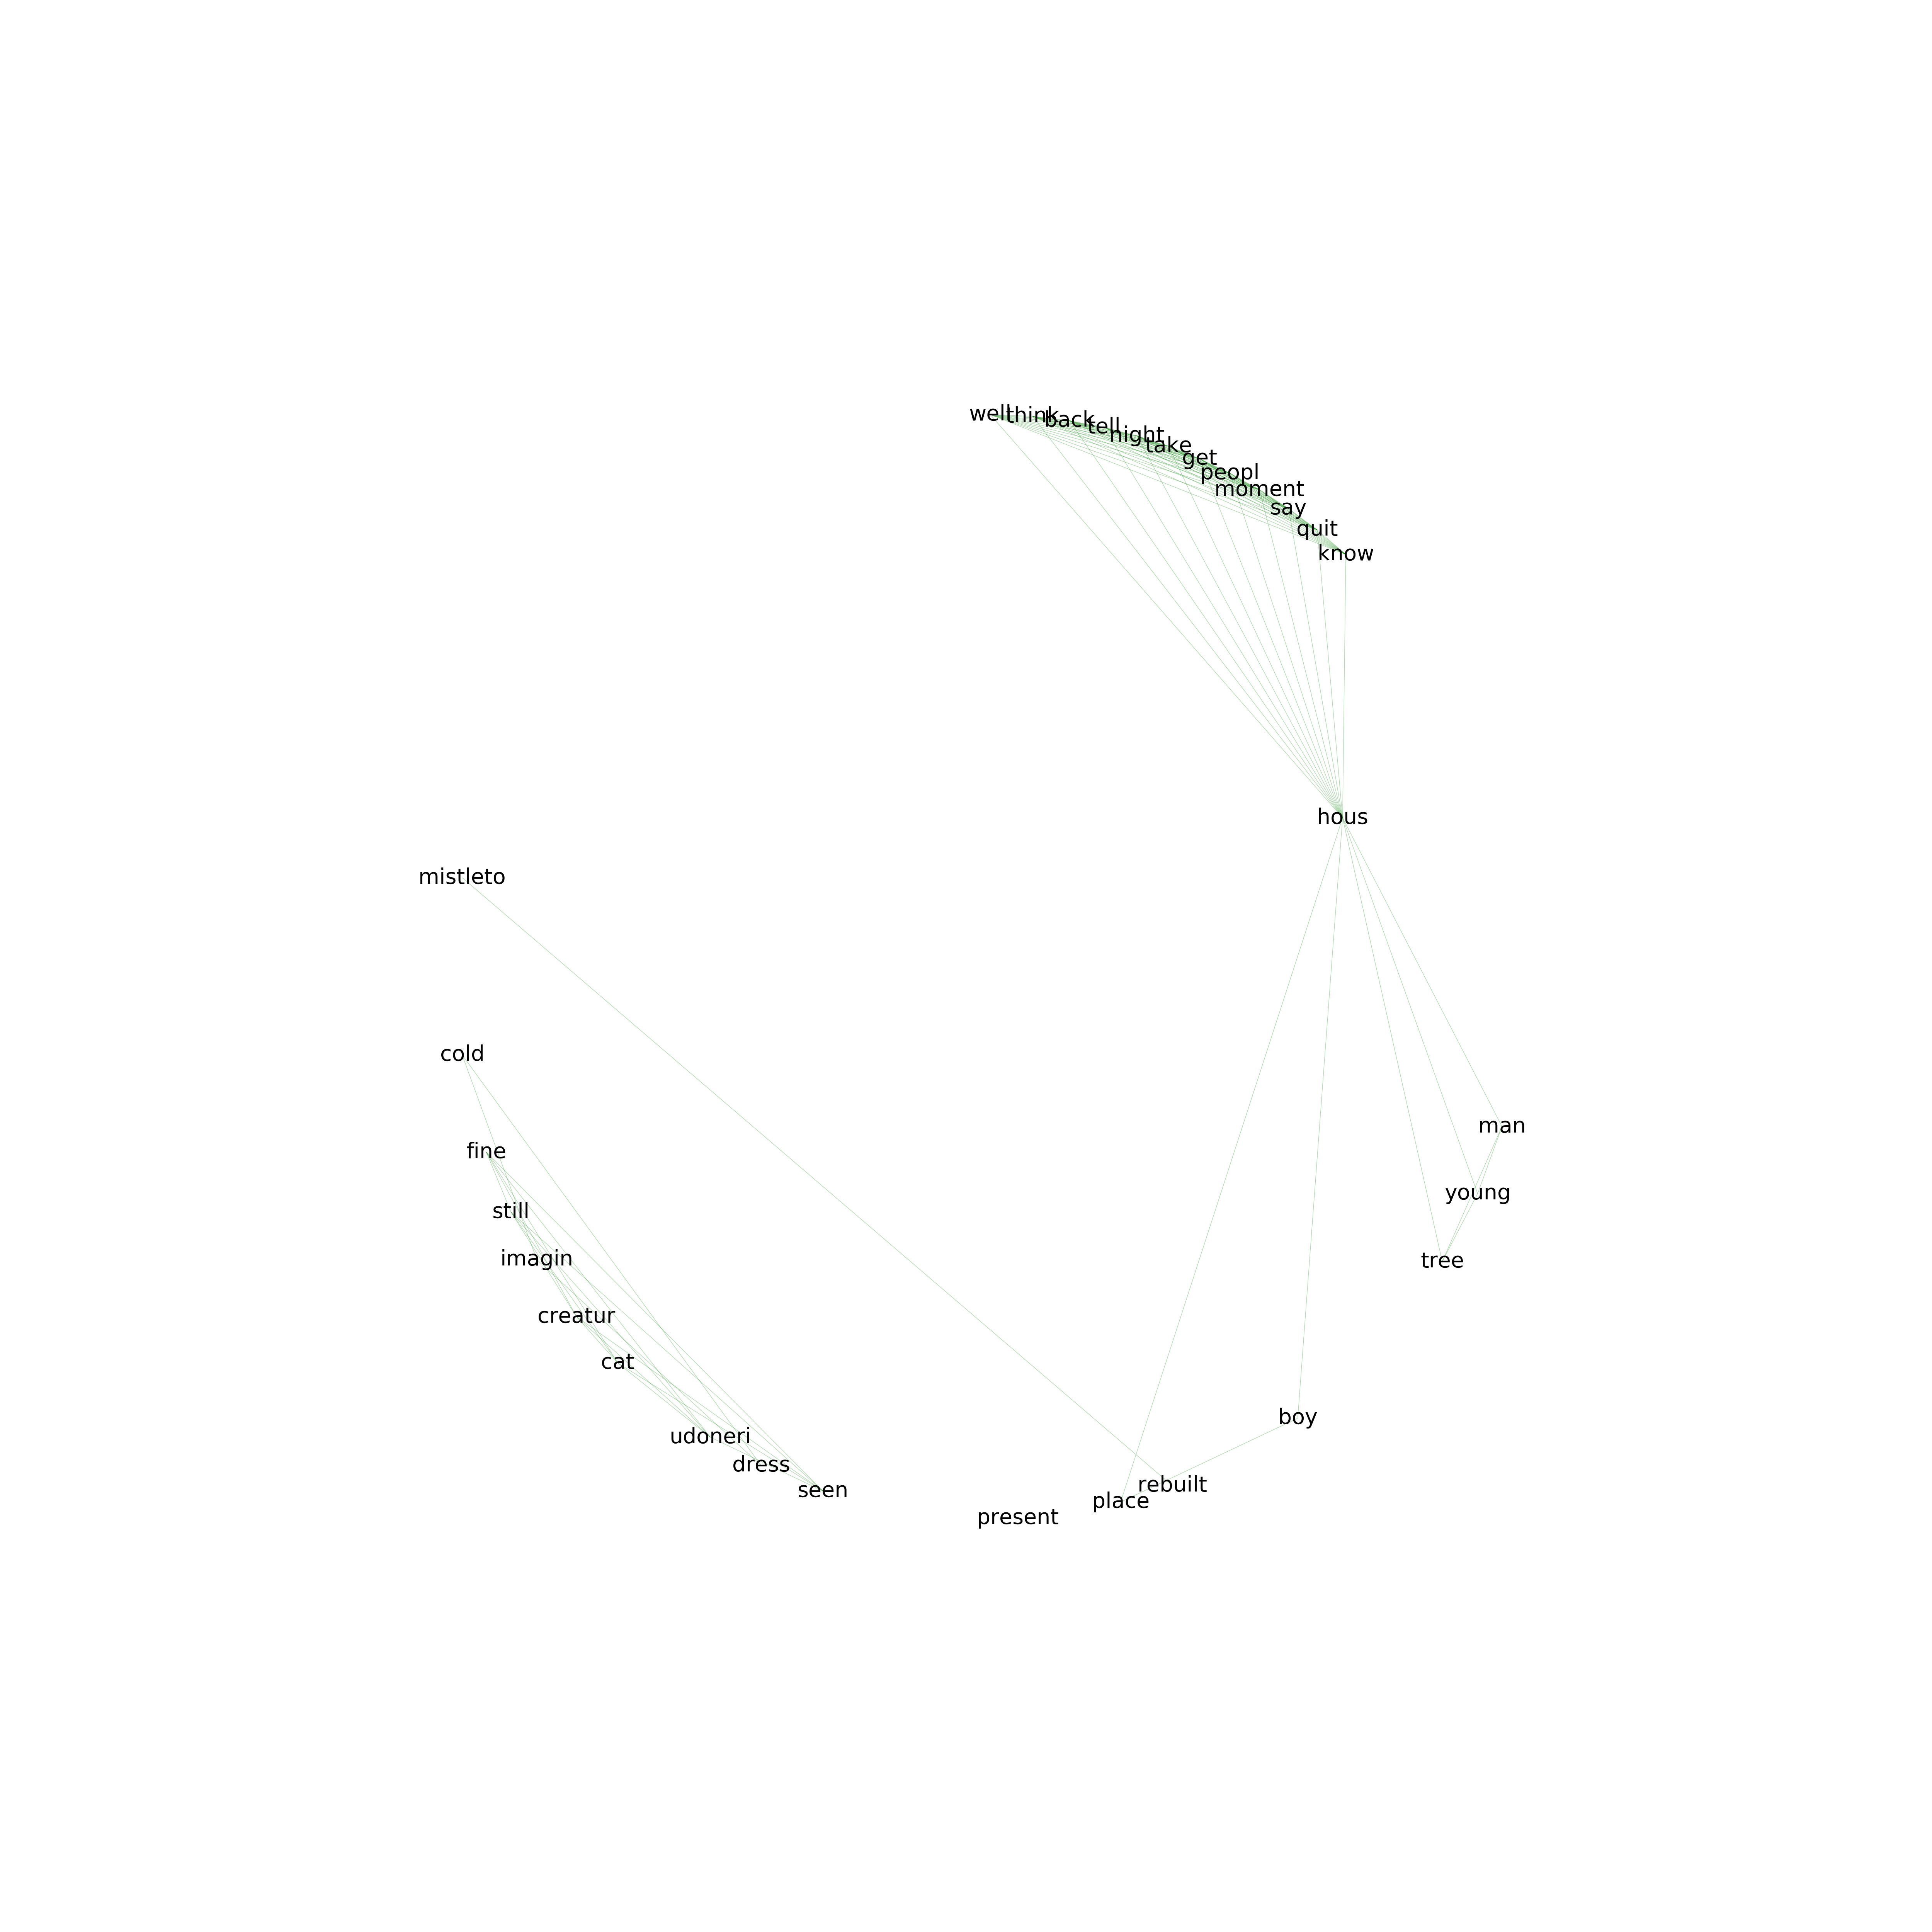 well
think
back
tell
night
take
get
peopl
moment
say
quit
know
hous
mistleto
cold
man
fine
young
still
imagin
tree
creatur
cat
boy
udoneri
dress
rebuilt
seen
place
present